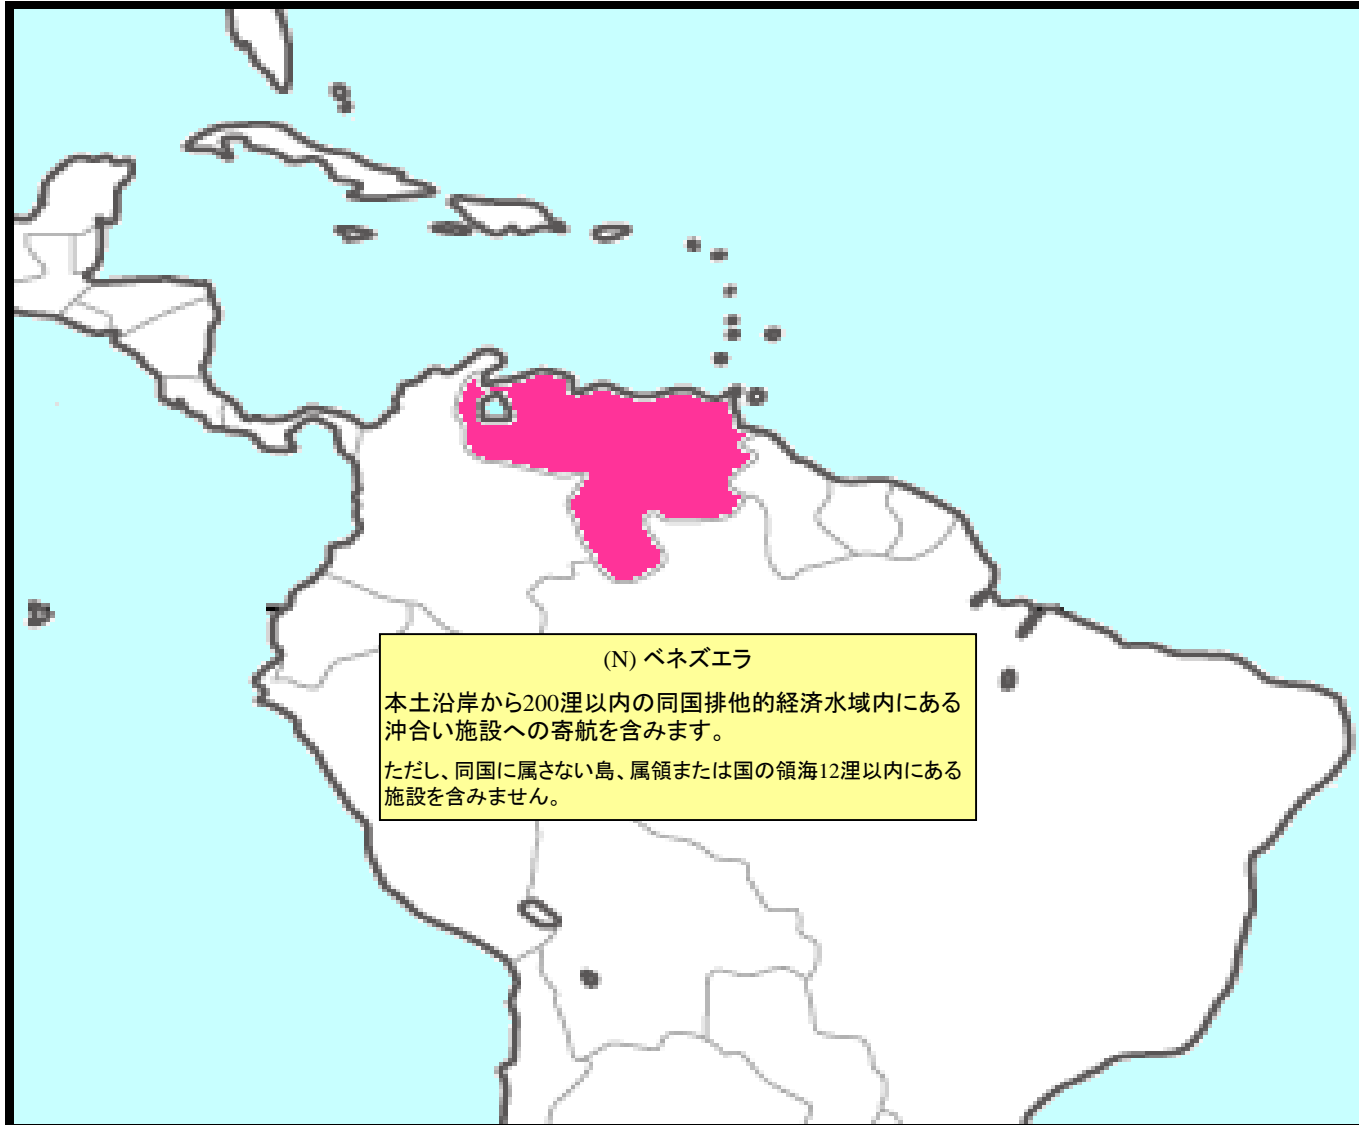 (N) ベネズエラ
本土沿岸から200浬以内の同国排他的経済水域内にある
沖合い施設への寄航を含みます。
ただし、同国に属さない島、属領または国の領海12浬以内にある
施設を含みません。